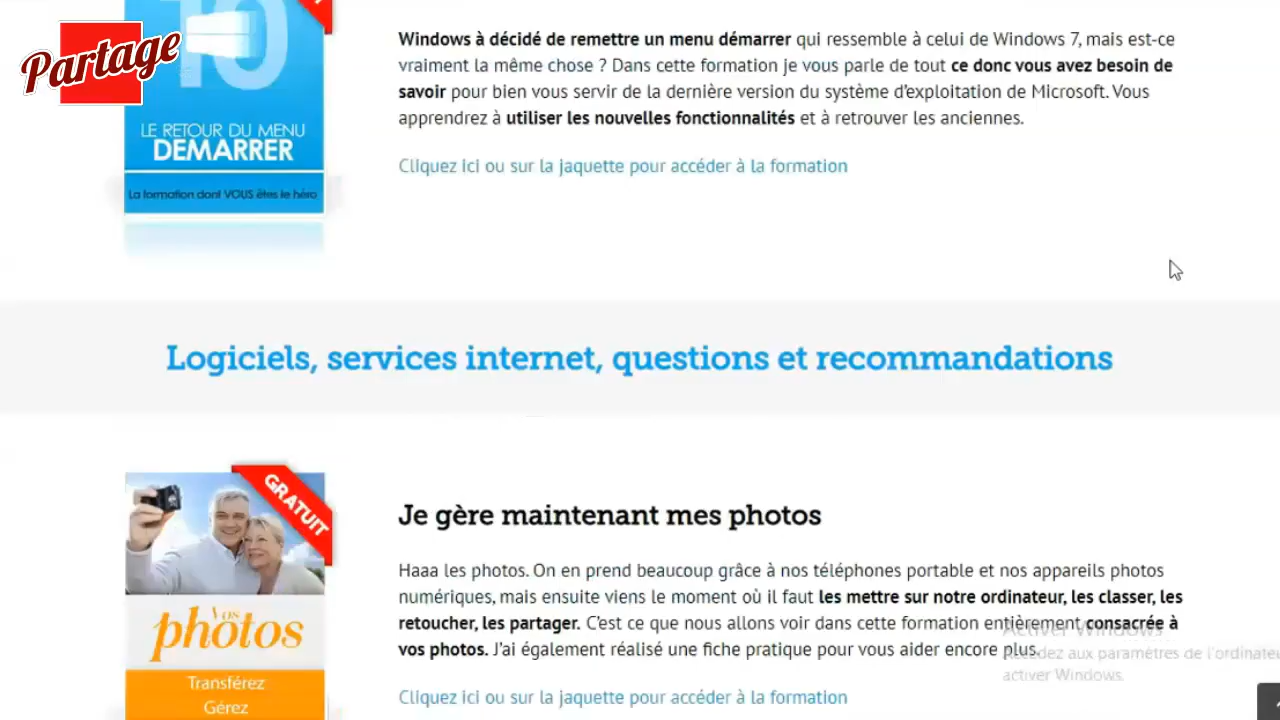 Partage
10
LE RETOUR DU MENU
DEMARRER
La formation dont VOUS êtes le héro
Windows à décidé de remettre un menu démarrer qui ressemble à celui de Windows 7, mais est-ce
vraiment la même chose ? Dans cette formation je vous parle de tout ce donc vous avez besoin de
savoir pour bien vous servir de la dernière version du système d'exploitation de Microsoft. Vous
apprendrez à utiliser les nouvelles fonctionnalités et à retrouver les anciennes.
Cliquez ici ou sur la jaquette pour accéder à la formation
Logiciels, services internet, questions et recommandations
GRATUIT
Vos
photos
Transférez
Gérez
Je gère maintenant mes photos
Haaa les photos. On en prend beaucoup grâce à nos téléphones portable et nos appareils photos
numériques, mais ensuite viens le moment où il faut les mettre sur notre ordinateur, les classer, les
retoucher, les partager. C'est ce que nous allons voir dans cette formation entièrement consacrée à
vos photos. J'ai également réalisé une fiche pratique pour vous aider encore plus.
Cliquez ici ou sur la jaquette pour accéder à la formation
Activer Windows
Accédez aux paramètres de l'ordinateu
activer Windows.